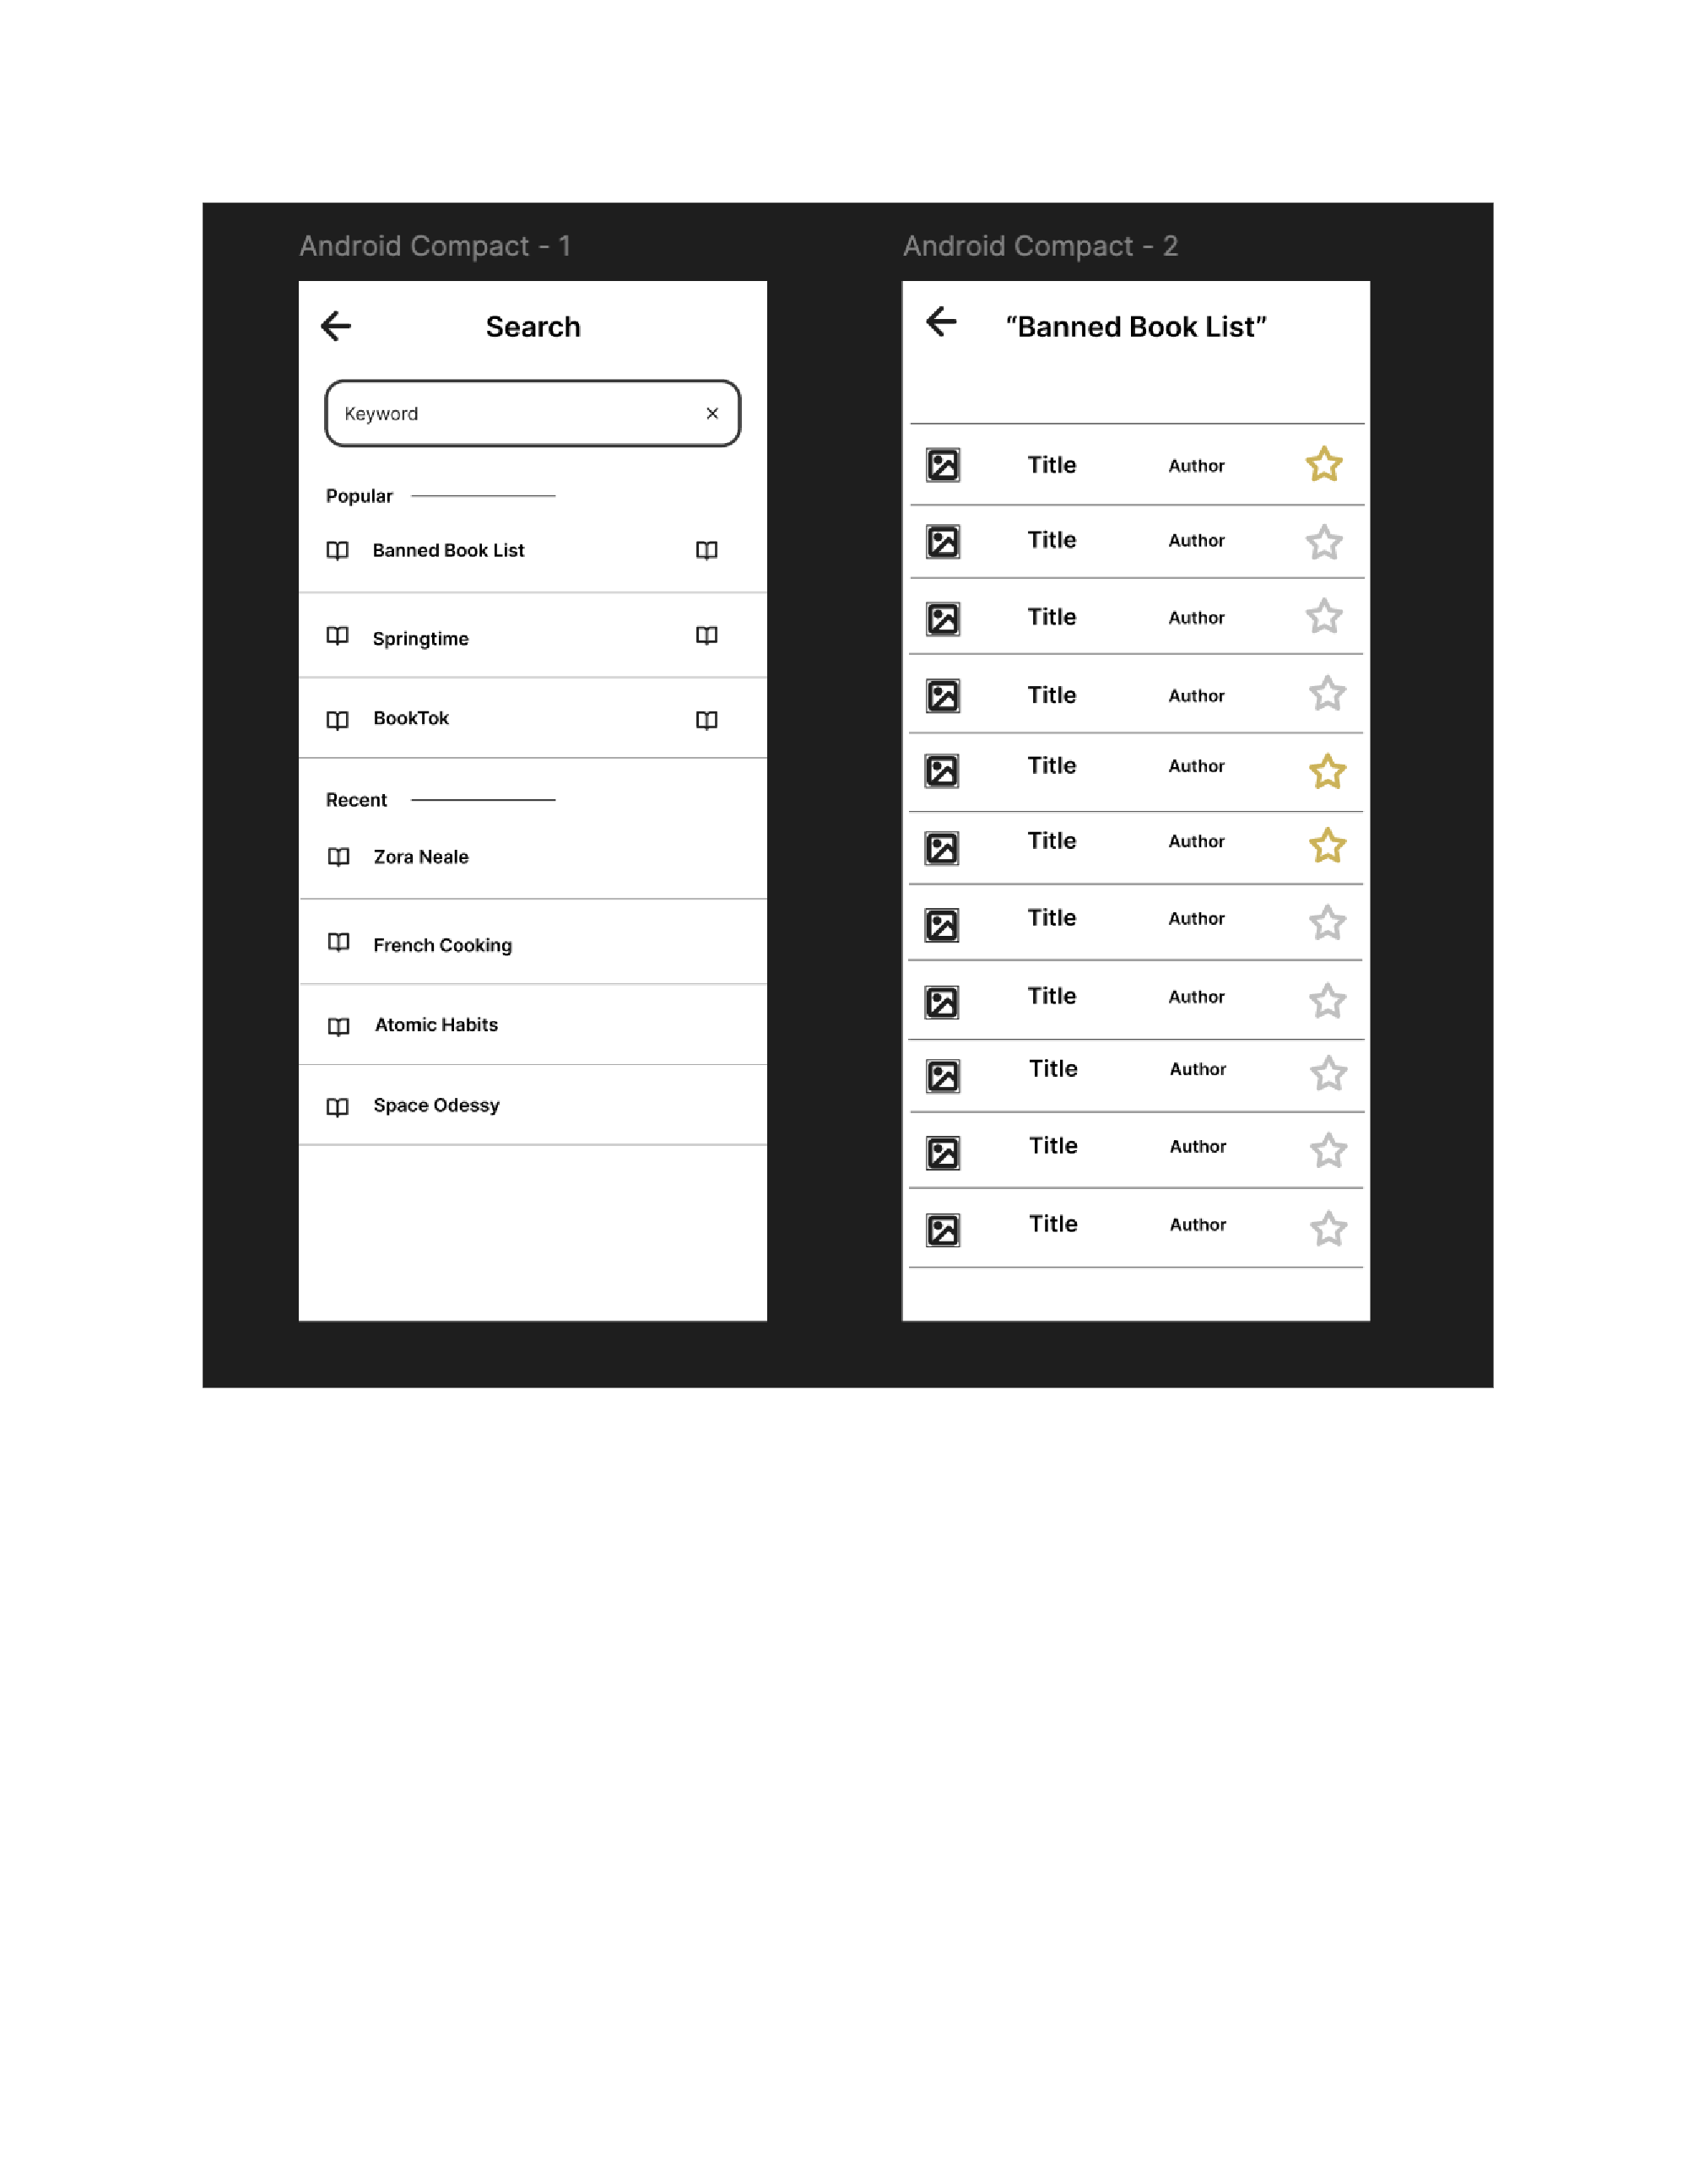 Android Compact - 1
Search
Keyword
Popular
Banned Book List
Springtime
BookTok
Recent
Zora Neale
French Cooking
Atomic Habits
Space Odessy
Android Compact - 2
“Banned Book List”
Title Author
Title Author
Title Author
Title Author
Title Author
Title Author
Title Author
Title Author
Title Author
Title Author
Title Author